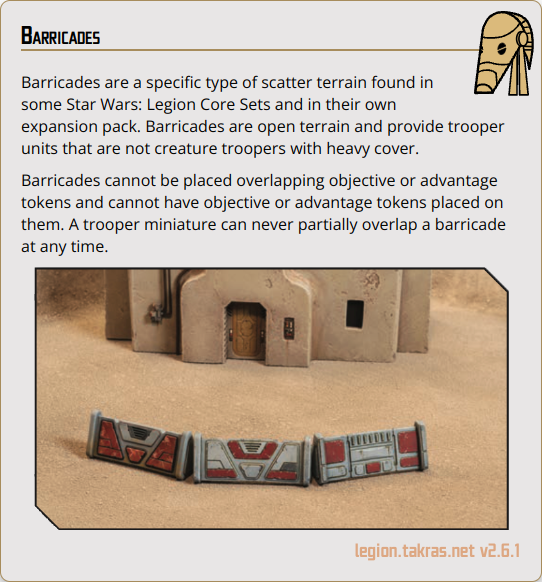 Barricades
Barricades are a specific type of scatter terrain found in
some Star Wars: Legion Core Sets and in their own
expansion pack. Barricades are open terrain and provide trooper
units that are not creature troopers with heavy cover.
Barricades cannot be placed overlapping objective or advantage
tokens and cannot have objective or advantage tokens placed on
them. A trooper miniature can never partially overlap a barricade
at any time.
legion.takras.net v2.6.1